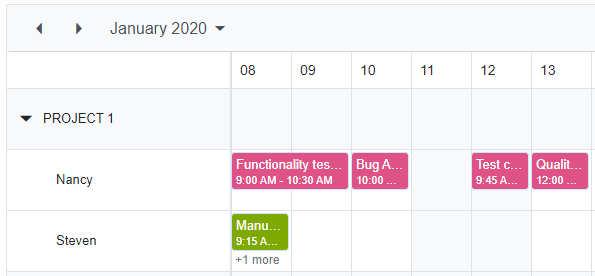 January 2020
08 09 10 11 12 13
PROJECT 1
Nancy
Functionality tes...
9:00 AM - 10:30 AM
Bug A...
10:00 ...
Test c...
9:45 A...
Qualit...
12:00 ...
Steven
Manu...
9:15 A...
+1 more